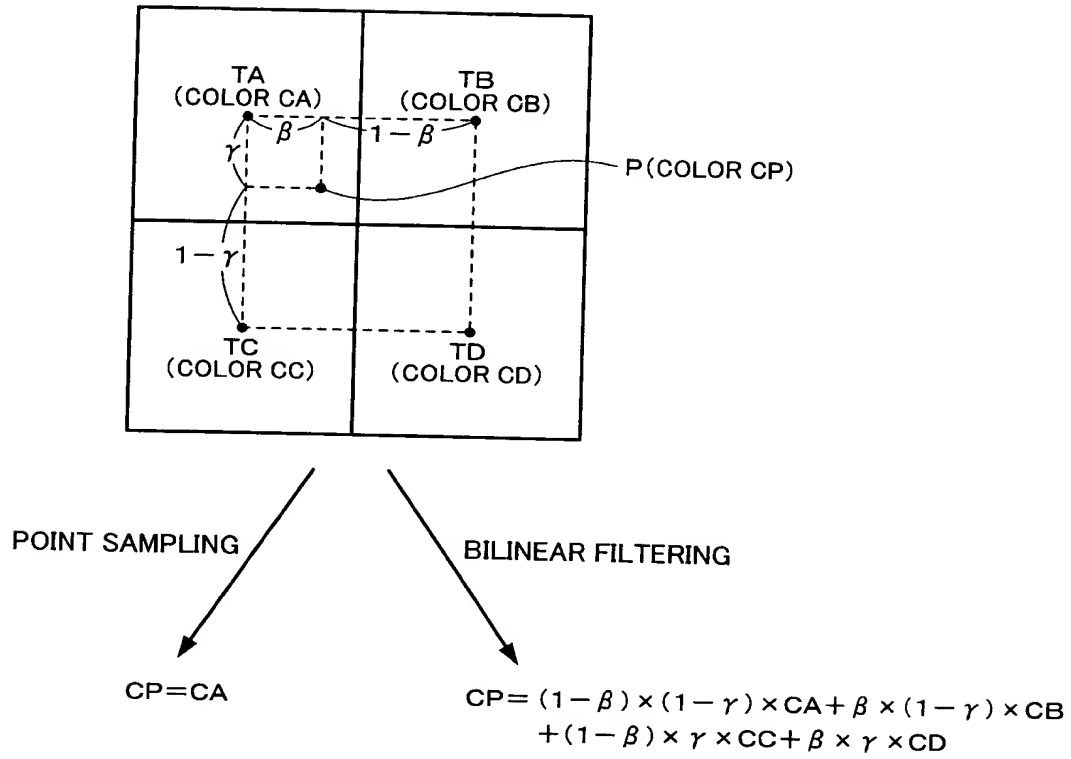 TA
(COLOR CA)
TB
(COLOR CB)
β
1-β
γ
P(COLOR CP)
1-γ
TC
(COLOR CC)
TD
(COLOR CD)
POINT SAMPLING
BILINEAR FILTERING
CP=CA
CP=(1-β)×(1-γ)×CA+β×(1-γ)×CB
+(1-β)×γ×CC+β×γ×CD